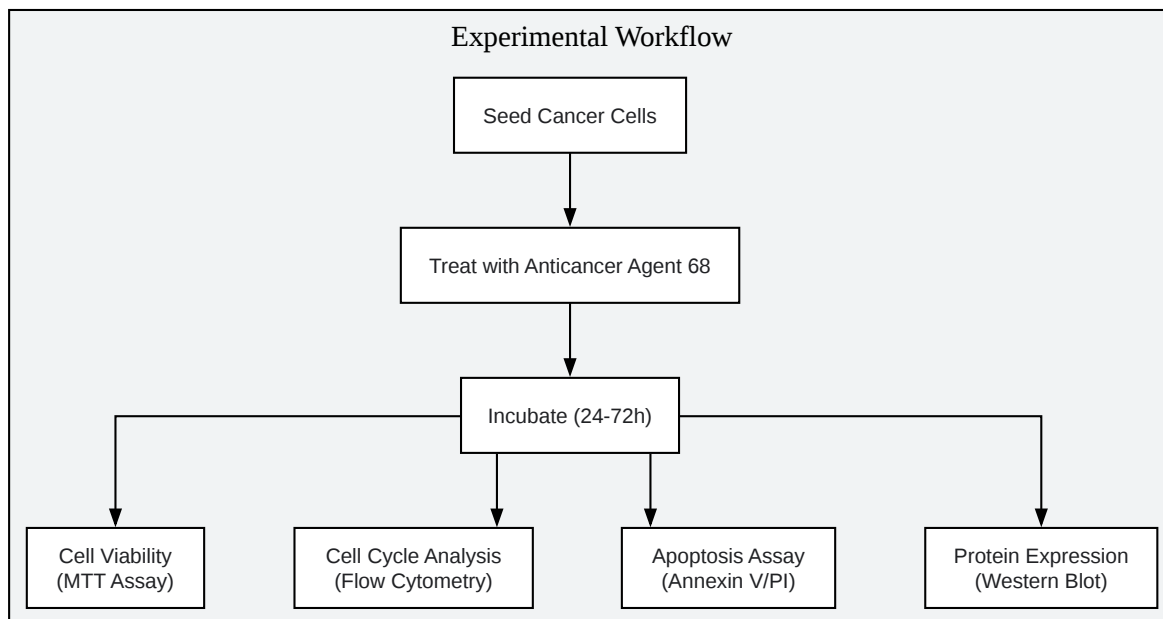 Experimental Workflow
Seed Cancer Cells
Treat with Anticancer Agent 68
Incubate (24-72h)
Cell Viability
(MTT Assay)
Cell Cycle Analysis
(Flow Cytometry)
Apoptosis Assay
(Annexin V/PI)
Protein Expression
(Western Blot)